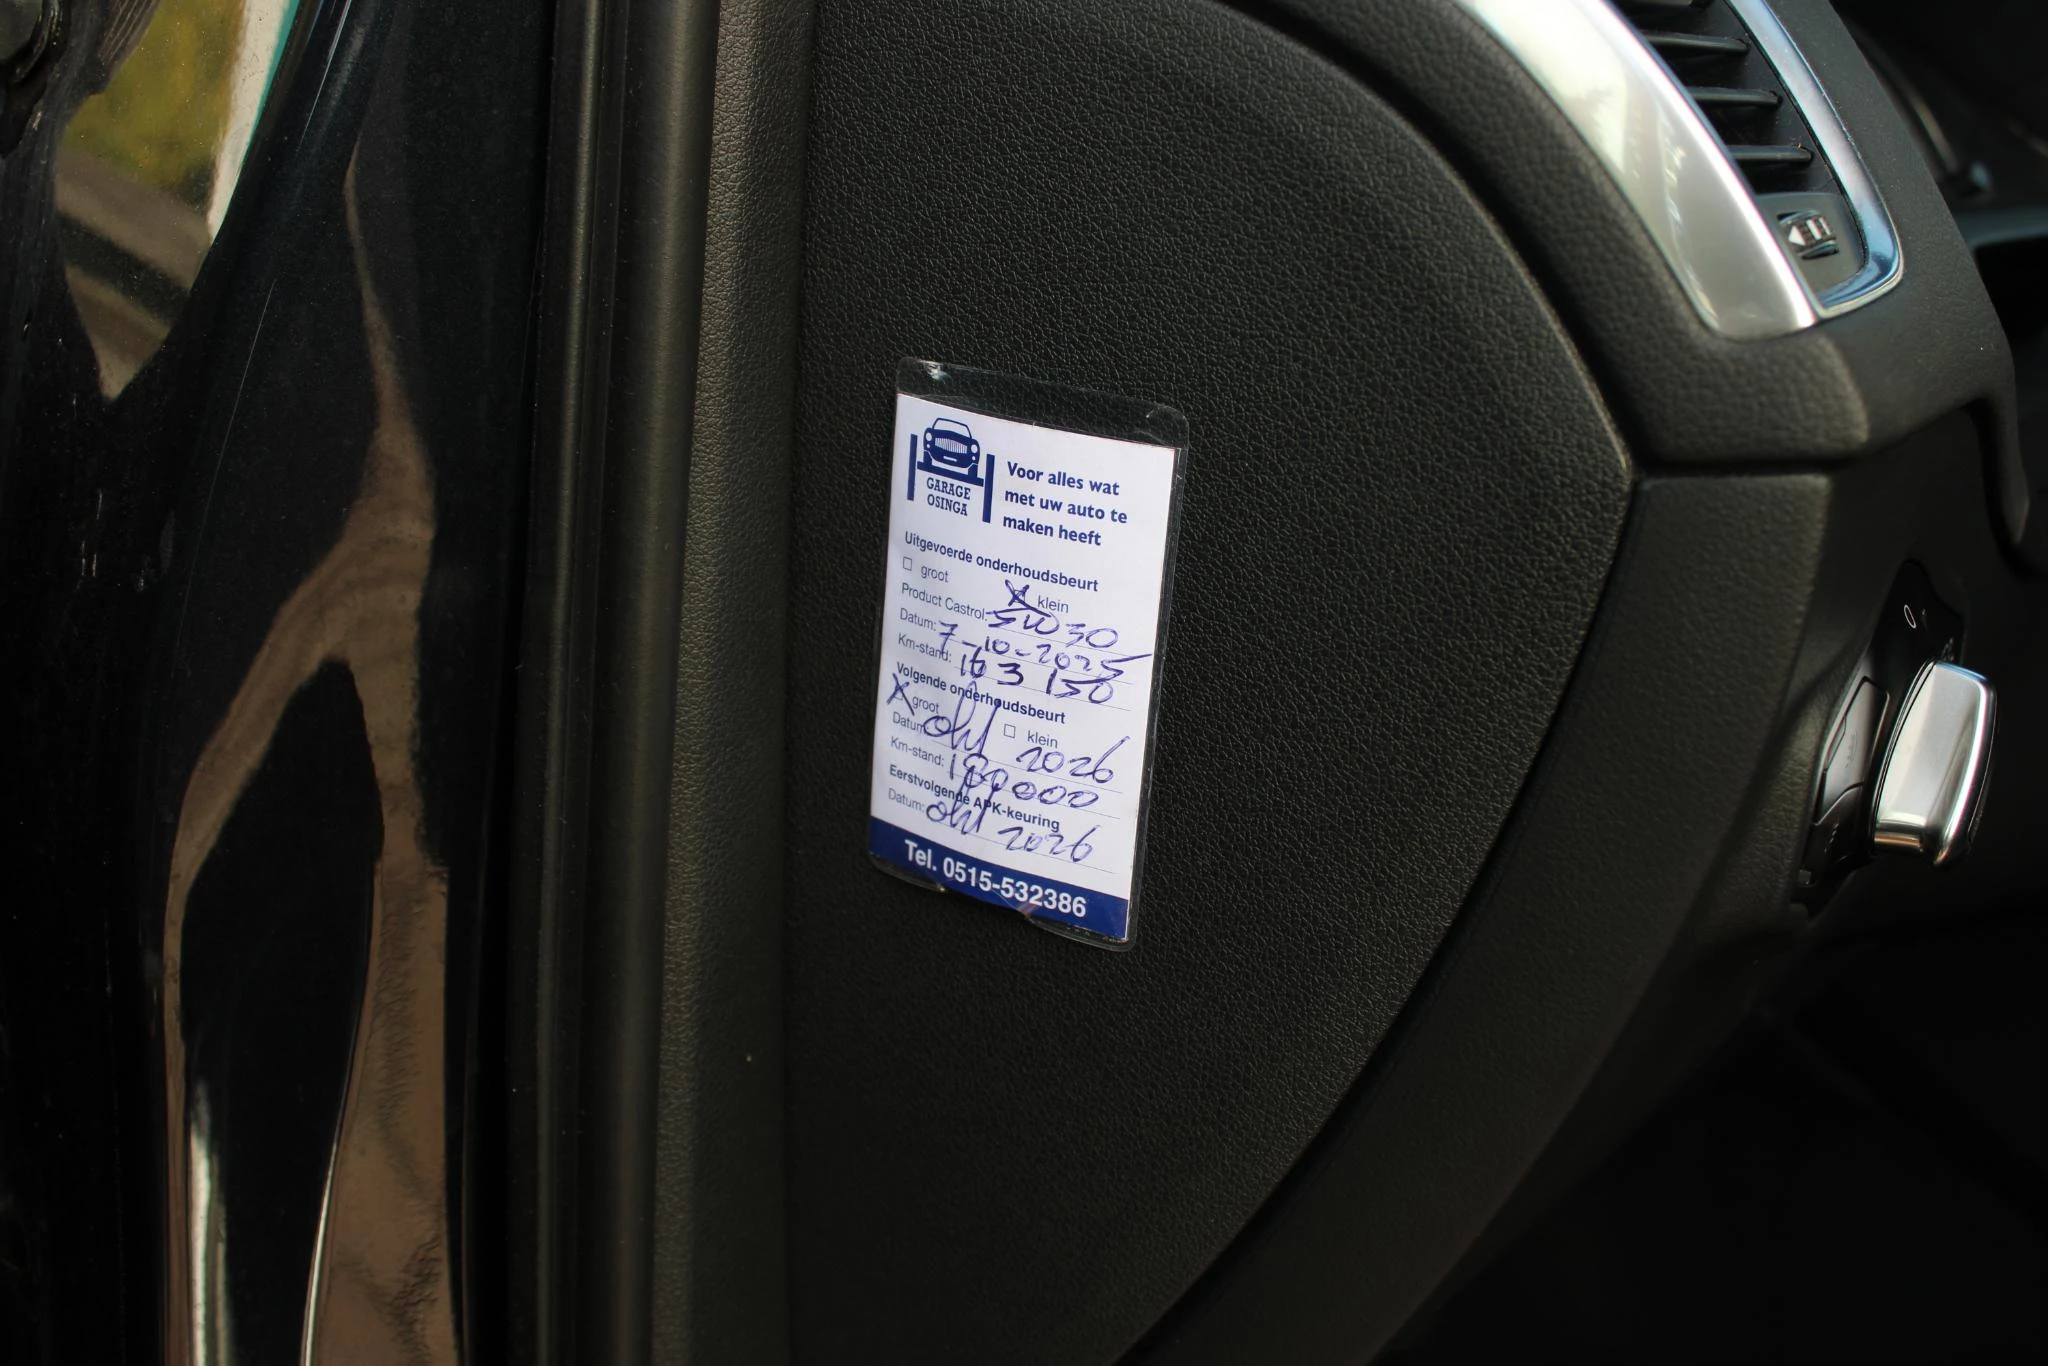 GARAGE
OSINGA
Voor alles wat
met uw auto te
maken heeft
Uitgevoerde onderhoudsbeurt
groot X klein
Product Castrol: 5W30
Datum: 7-10-2025
Km-stand: 163 150
Volgende onderhoudsbeurt
X groot klein
Datum: okt 2026
Km-stand: 180000
Eerstvolgende APK-keuring
Datum: okt 2026
Tel. 0515-532386
0